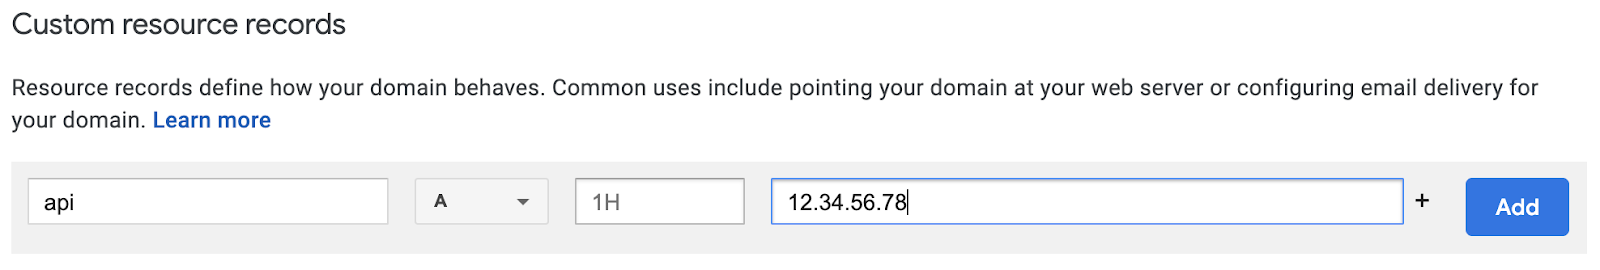 Custom resource records
Resource records define how your domain behaves. Common uses include pointing your domain at your web server or configuring email delivery for
your domain. Learn more
api A 1H 12.34.56.78 + Add